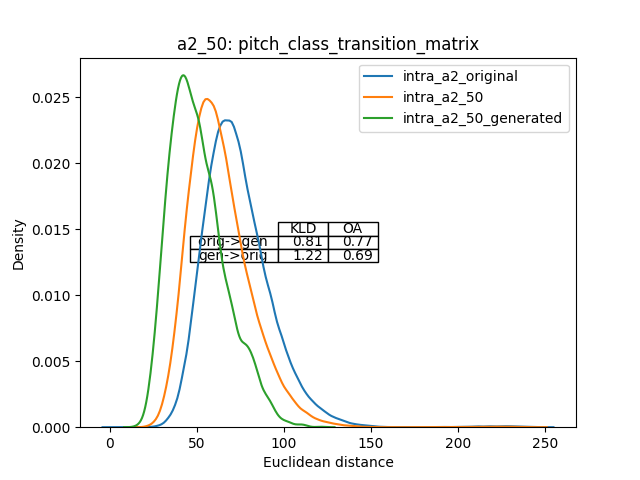 a2_50: pitch_class_transition_matrix
intra_a2_original
intra_a2_50
intra_a2_50_generated
KLD OA
orig->gen 0.81 0.77
gen->orig 1.22 0.69
Density
0.025
0.020
0.015
0.010
0.005
0.000
0 50 100 150 200 250
Euclidean distance